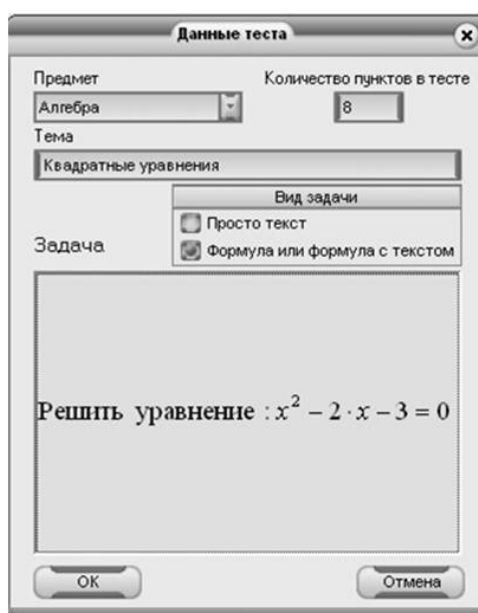 Данные теста
Предмет
Количество пунктов в тесте
Алгебра
8
Тема
Квадратные уравнения
Вид задачи
Просто текст
Формула или формула с текстом
Задача
Решить уравнение : x² − 2 · x − 3 = 0
ОК
Отмена